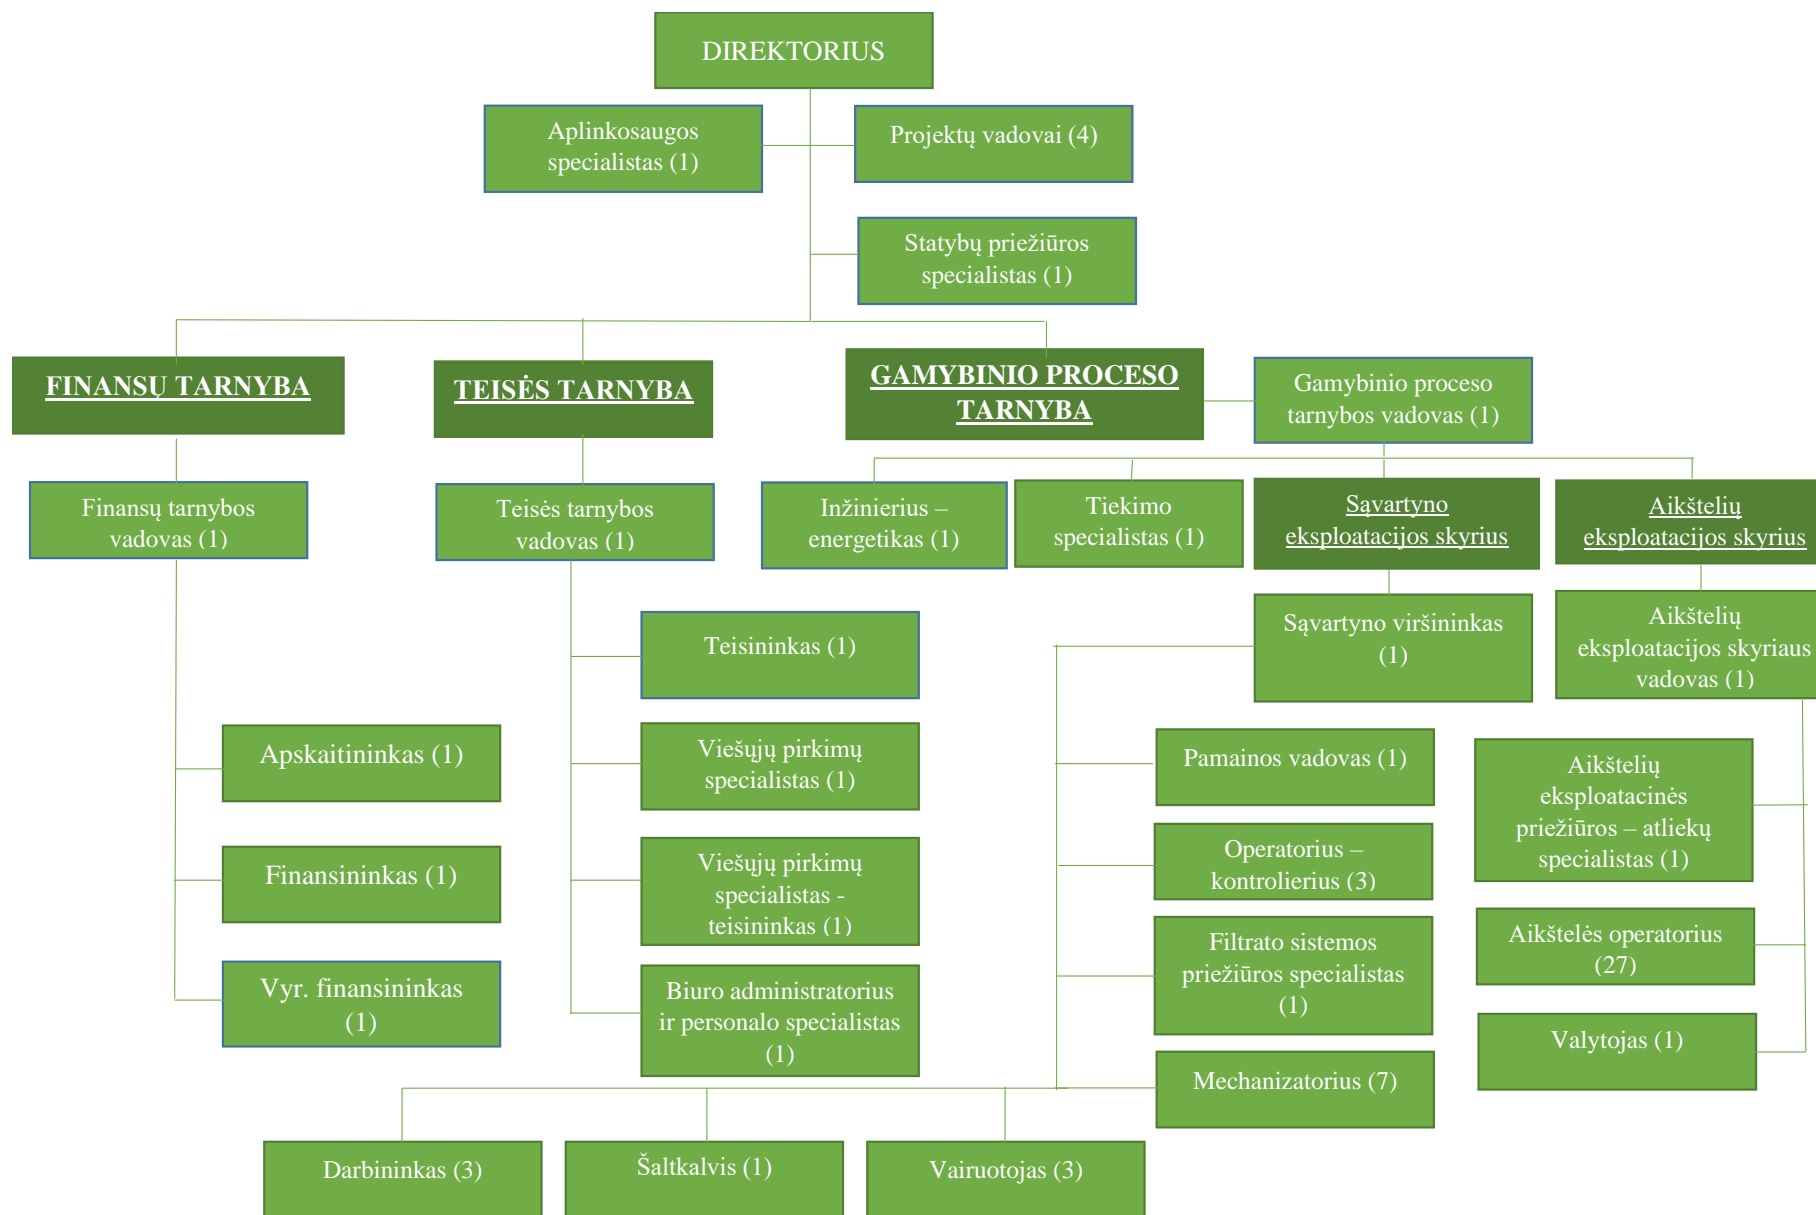 DIREKTORIUS
Aplinkosaugos
specialistas (1)
Projektų vadovai (4)
Statybų priežiūros
specialistas (1)
FINANSŲ TARNYBA
TEISĖS TARNYBA
GAMYBINIO PROCESO
TARNYBA
Gamybinio proceso
tarnybos vadovas (1)
Finansų tarnybos
vadovas (1)
Teisės tarnybos
vadovas (1)
Inžinierius –
energetikas (1)
Tiekimo
specialistas (1)
Sąvartyno
eksploatacijos skyrius
Aikštelių
eksploatacijos skyrius
Teisininkas (1)
Sąvartyno viršininkas
(1)
Aikštelių
eksploatacijos skyriaus
vadovas (1)
Apskaitininkas (1)
Viešųjų pirkimų
specialistas (1)
Pamainos vadovas (1)
Aikštelių
eksploatacinės
priežiūros – atliekų
specialistas (1)
Finansininkas (1)
Viešųjų pirkimų
specialistas -
teisininkas (1)
Operatorius –
kontrolierius (3)
Filtrato sistemos
priežiūros specialistas
(1)
Aikštelės operatorius
(27)
Vyr. finansininkas
(1)
Biuro administratorius
ir personalo specialistas
(1)
Valytojas (1)
Mechanizatorius (7)
Darbininkas (3)
Šaltkalvis (1)
Vairuotojas (3)